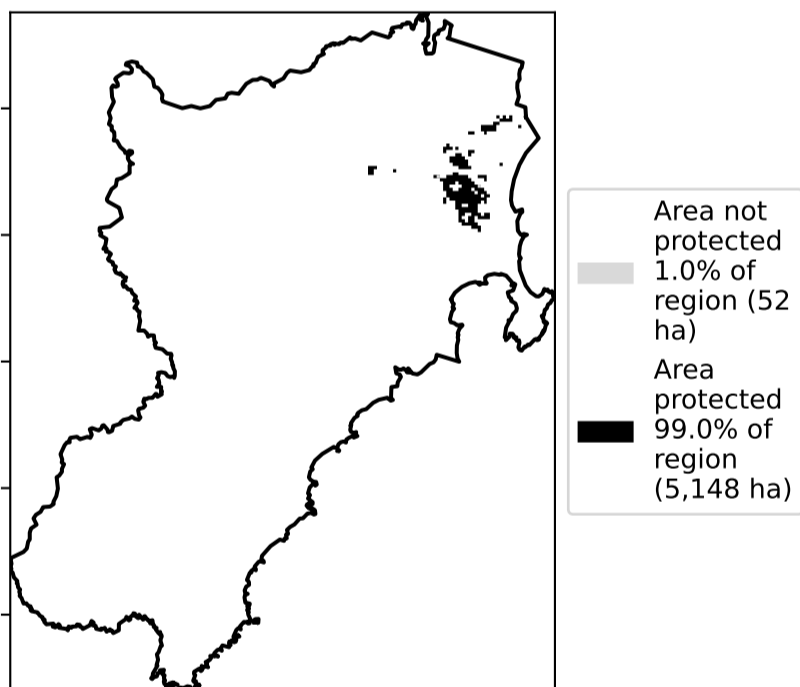 Area not
protected
1.0% of
region (52
ha)
Area
protected
99.0% of
region
(5,148 ha)